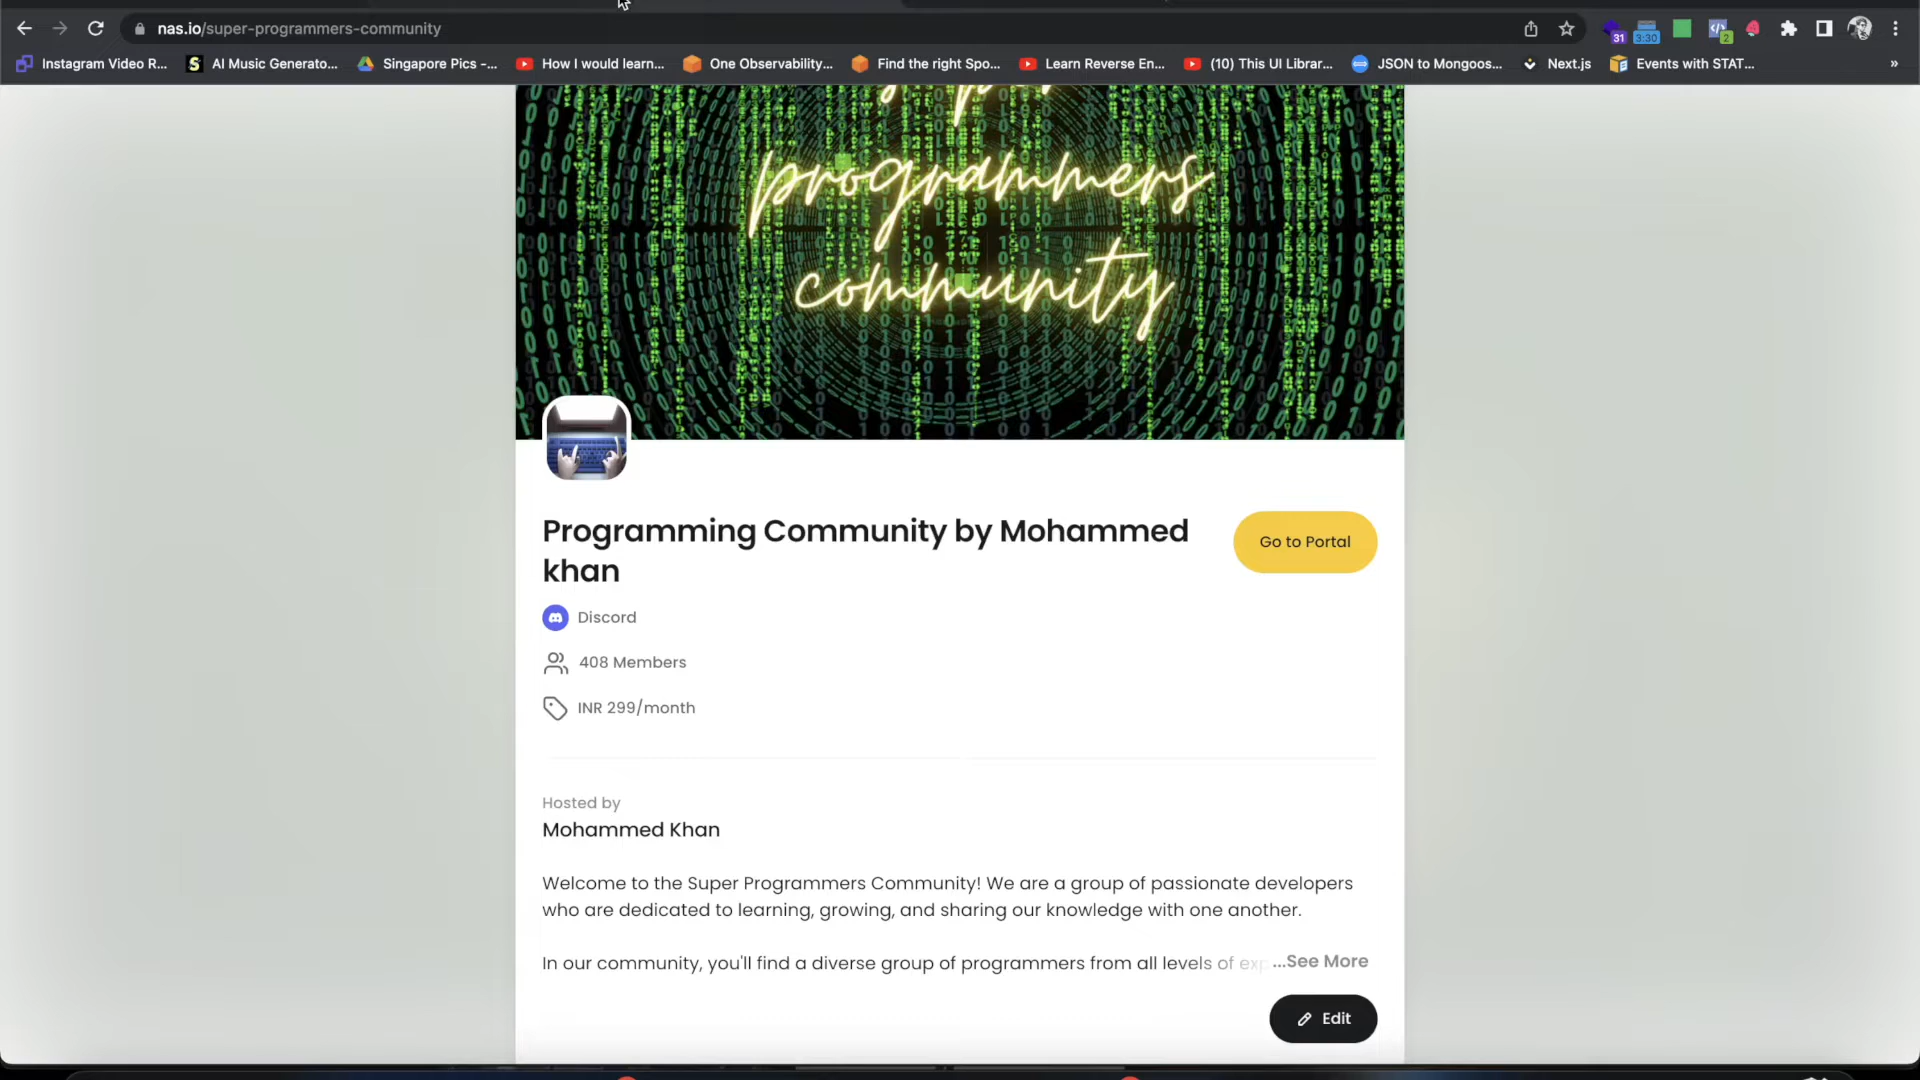 nas.io/super-programmers-community
31
3:30
2
Instagram Video R...
AI Music Generato...
Singapore Pics -...
How I would learn...
One Observability...
Find the right Spo...
Learn Reverse En...
(10) This UI Librar...
JSON to Mongoos...
Next.js
Events with STAT...
»
programmers
community
Programming Community by Mohammed
khan
Go to Portal
Discord
408 Members
INR 299/month
Hosted by
Mohammed Khan
Welcome to the Super Programmers Community! We are a group of passionate developers
who are dedicated to learning, growing, and sharing our knowledge with one another.
In our community, you'll find a diverse group of programmers from all levels of exp ...See More
Edit